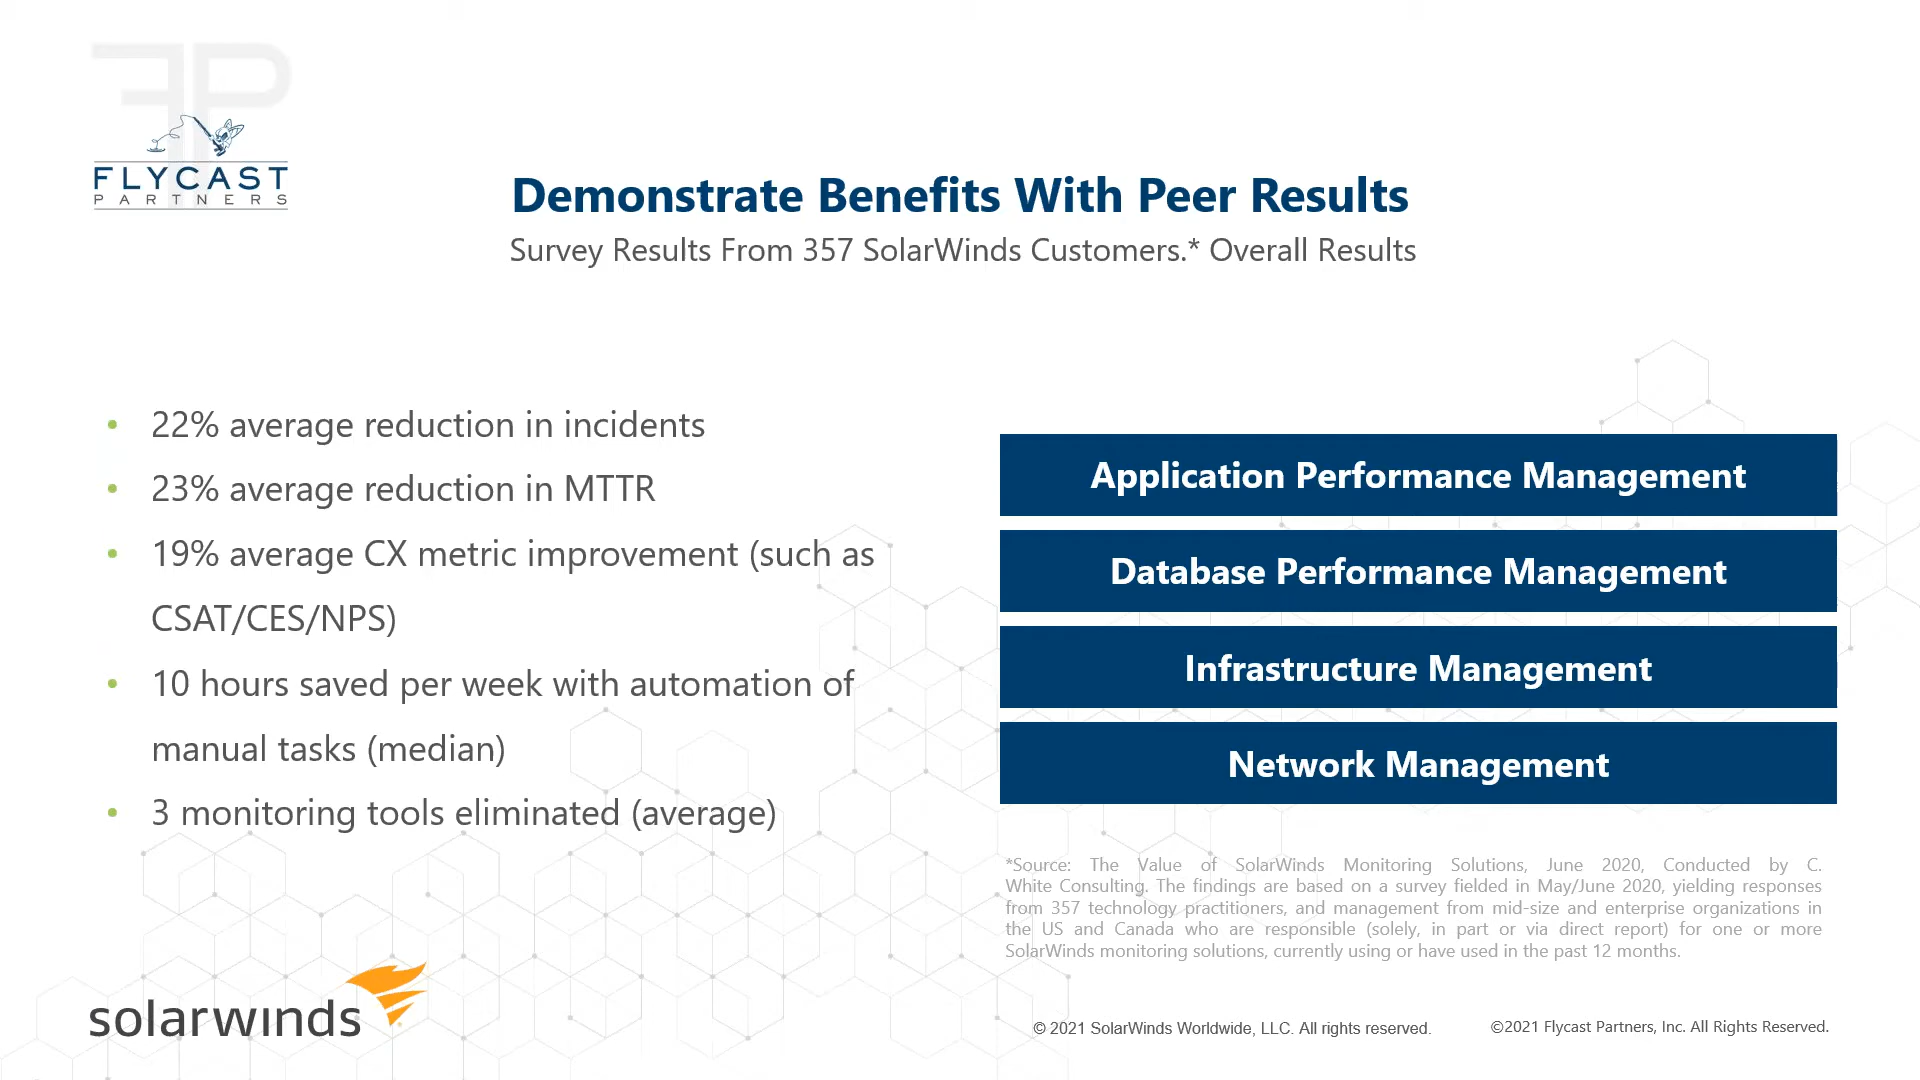 FP
FLYCAST
PARTNERS
Demonstrate Benefits With Peer Results
Survey Results From 357 SolarWinds Customers.* Overall Results
• 22% average reduction in incidents
• 23% average reduction in MTTR
• 19% average CX metric improvement (such as
CSAT/CES/NPS)
• 10 hours saved per week with automation of
manual tasks (median)
• 3 monitoring tools eliminated (average)
Application Performance Management
Database Performance Management
Infrastructure Management
Network Management
*Source: The Value of SolarWinds Monitoring Solutions, June 2020, Conducted by C.
White Consulting. The findings are based on a survey fielded in May/June 2020, yielding responses
from 357 technology practitioners, and management from mid-size and enterprise organizations in
the US and Canada who are responsible (solely, in part or via direct report) for one or more
SolarWinds monitoring solutions, currently using or have used in the past 12 months.
solarwinds
© 2021 SolarWinds Worldwide, LLC. All rights reserved.
©2021 Flycast Partners, Inc. All Rights Reserved.